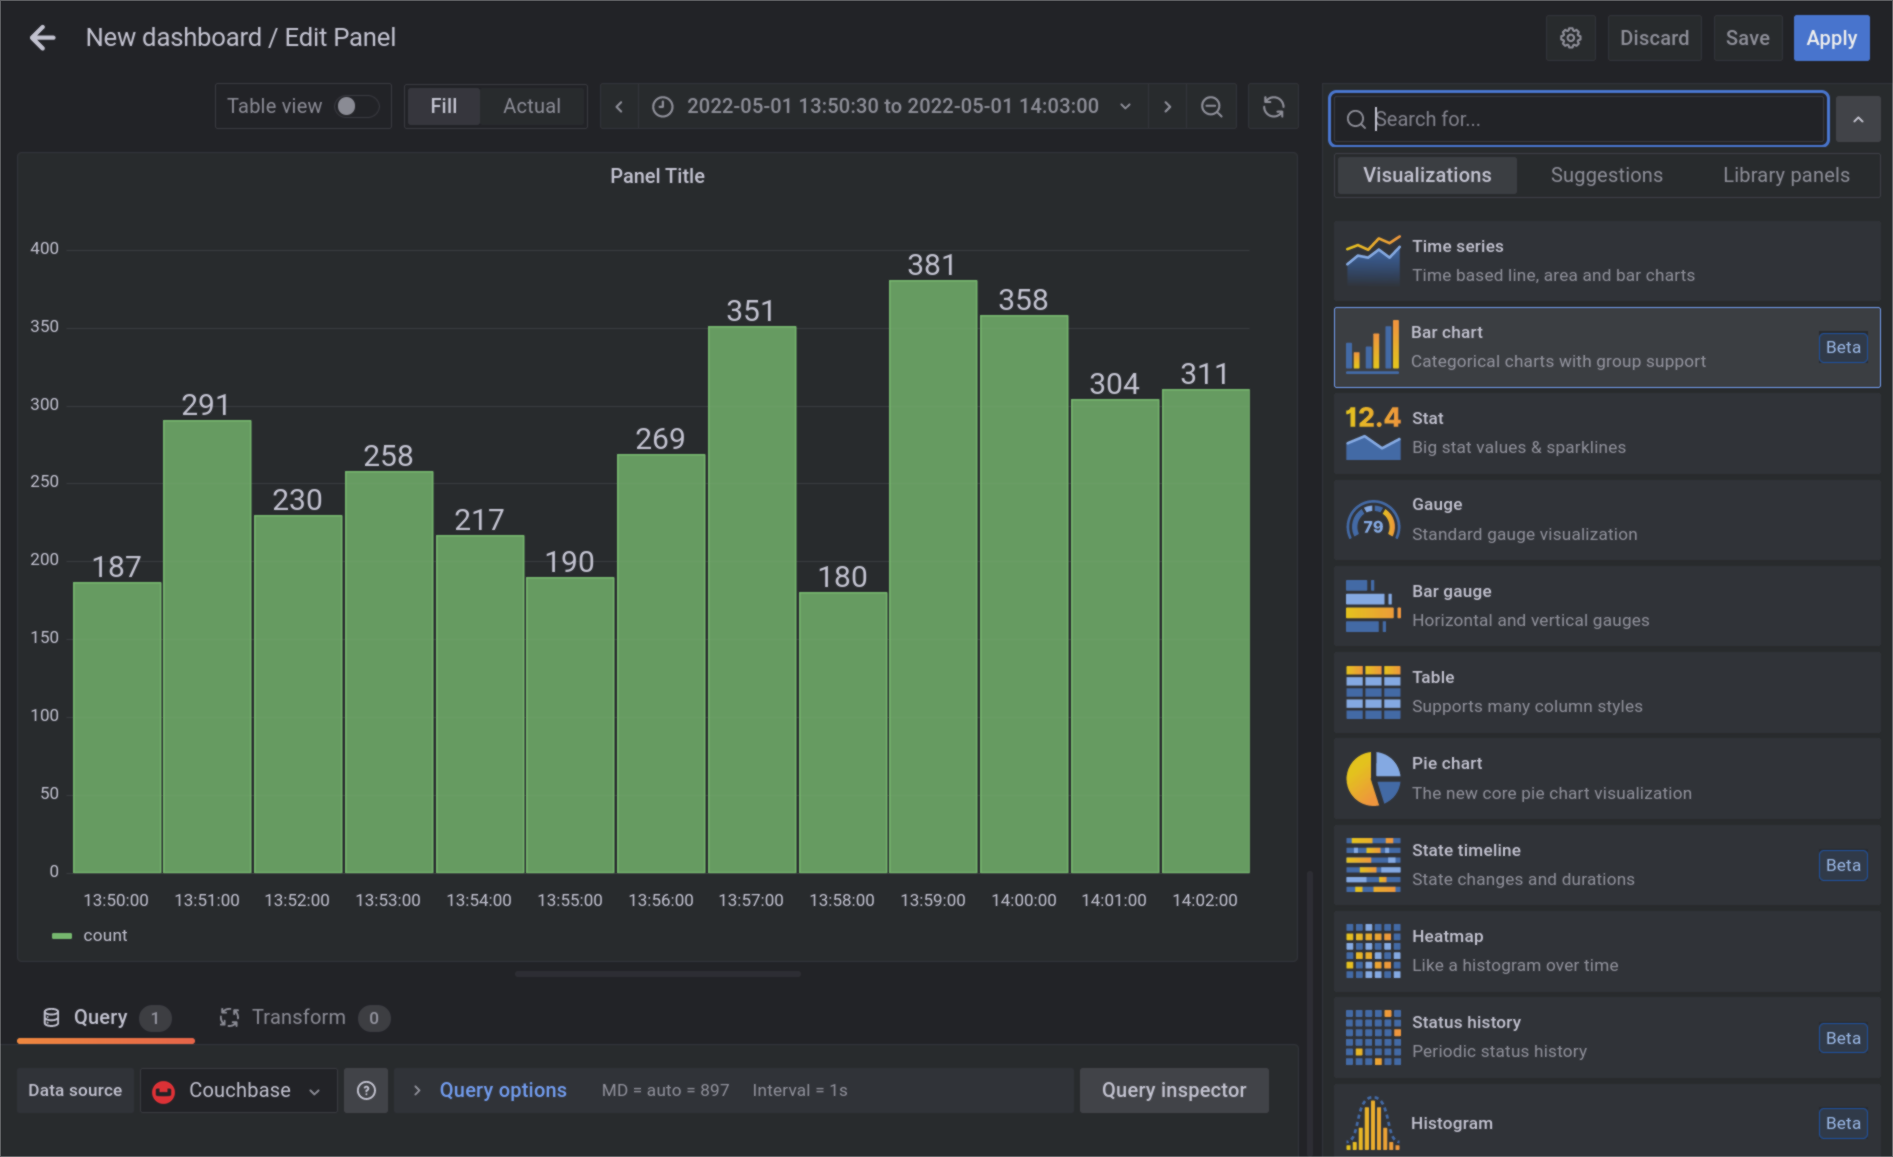 New dashboard / Edit Panel
Discard
Save
Apply
Table view
Fill
Actual
2022-05-01 13:50:30 to 2022-05-01 14:03:00
Search for...
Visualizations
Suggestions
Library panels
Panel Title
400
350
300
250
200
150
100
50
0
187
291
230
258
217
190
269
351
180
381
358
304
311
13:50:00
13:51:00
13:52:00
13:53:00
13:54:00
13:55:00
13:56:00
13:57:00
13:58:00
13:59:00
14:00:00
14:01:00
14:02:00
count
Query 1
Transform 0
Data source
Couchbase
Query options
MD = auto = 897
Interval = 1s
Query inspector
Time series
Time based line, area and bar charts
Bar chart
Categorical charts with group support
Beta
12.4
Stat
Big stat values & sparklines
79
Gauge
Standard gauge visualization
Bar gauge
Horizontal and vertical gauges
Table
Supports many column styles
Pie chart
The new core pie chart visualization
State timeline
State changes and durations
Beta
Heatmap
Like a histogram over time
Status history
Periodic status history
Beta
Histogram
Beta